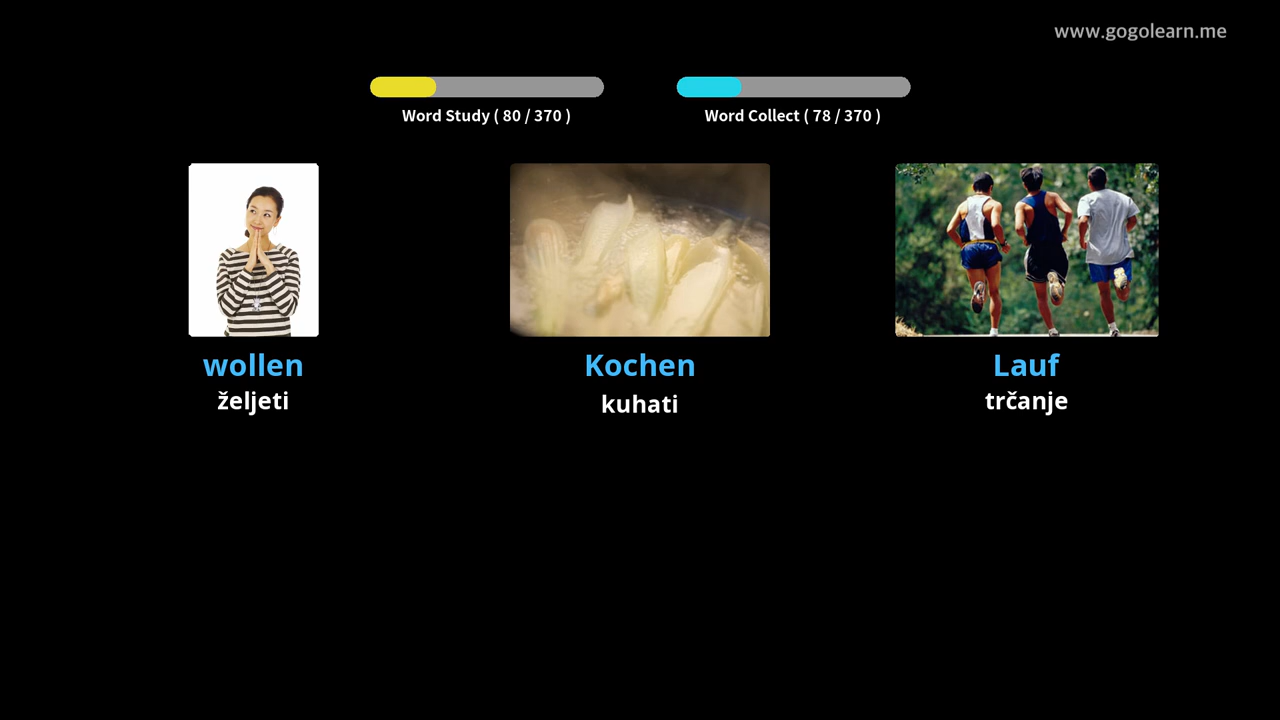 www.gogolearn.me
Word Study ( 80 / 370 )
Word Collect ( 78 / 370 )
wollen
željeti
Kochen
kuhati
Lauf
trčanje